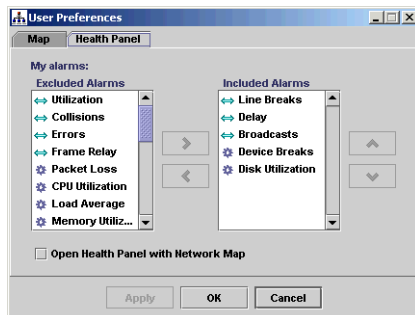 User Preferences
Map
Health Panel
My alarms:
Excluded Alarms
Utilization
Collisions
Errors
Frame Relay
Packet Loss
CPU Utilization
Load Average
Memory Utiliz...
Included Alarms
Line Breaks
Delay
Broadcasts
Device Breaks
Disk Utilization
Open Health Panel with Network Map
Apply
OK
Cancel